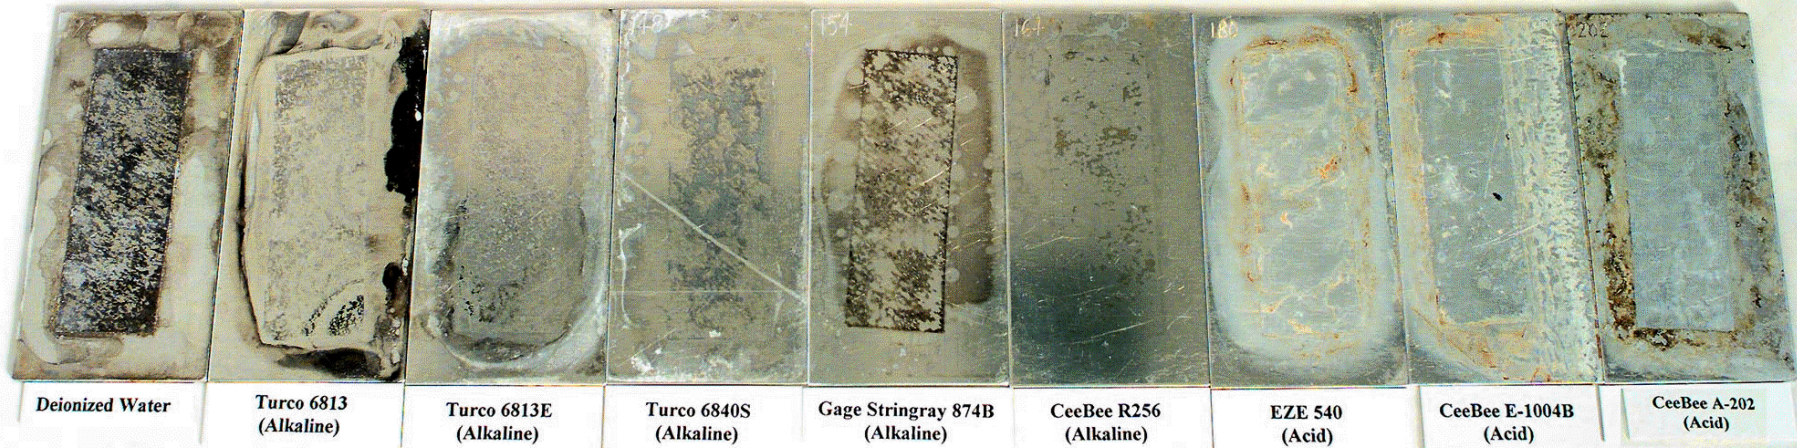 154
164
180
202
Deionized Water
Turco 6813
(Alkaline)
Turco 6813E
(Alkaline)
Turco 6840S
(Alkaline)
Gage Stringray 874B
(Alkaline)
CeeBee R256
(Alkaline)
EZE 540
(Acid)
CeeBee E-1004B
(Acid)
CeeBee A-202
(Acid)